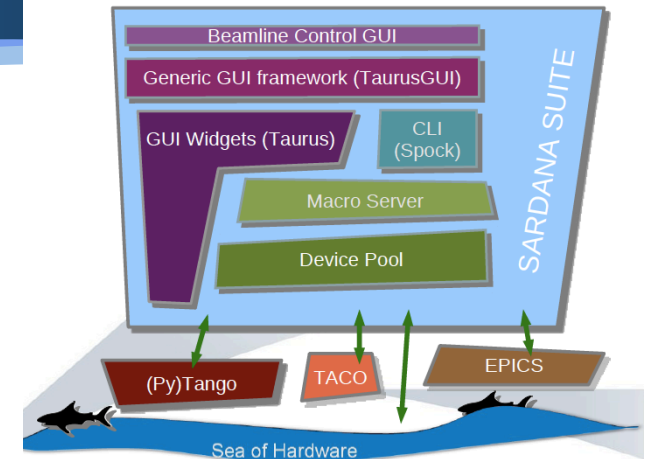 Beamline Control GUI
Generic GUI framework (TaurusGUI)
GUI Widgets (Taurus)
CLI
(Spock)
Macro Server
Device Pool
SARDANA SUITE
(Py)Tango
TACO
EPICS
Sea of Hardware